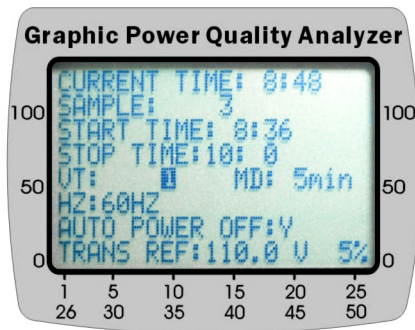 Graphic Power Quality Analyzer
CURRENT TIME: 8:48
SAMPLE: 3
START TIME: 8:36
STOP TIME:10: 0
VT: 1 MD: 5min
HZ:60HZ
AUTO POWER OFF:Y
TRANS REF:110.0 V 5%
100 100
50 50
0 0
1 5 10 15 20 25
26 30 35 40 45 50